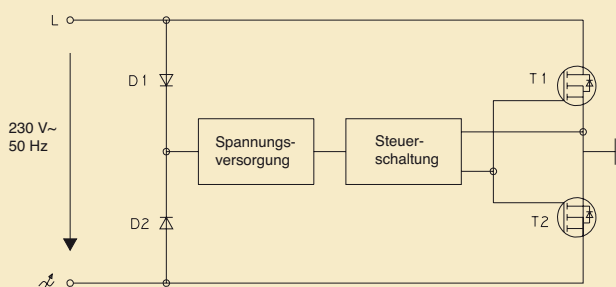 L
D1
T1
230 V~
50 Hz
Spannungs-
versorgung
Steuer-
schaltung
D2
T2